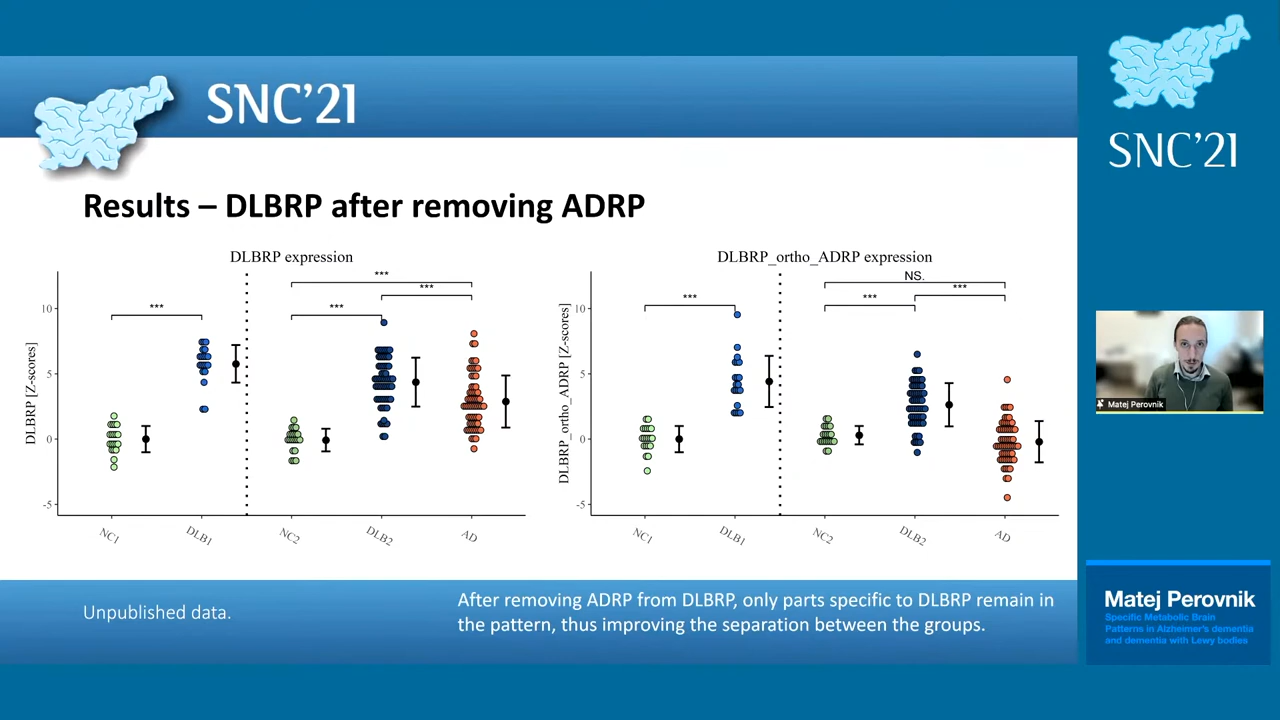 SNC'21
SNC'21
Results – DLBRP after removing ADRP
DLBRP expression
***
***
***
***
10
5
0
-5
DLBRP [Z-scores]
NC1
DLB1
NC2
DLB2
AD
DLBRP_ortho_ADRP expression
NS.
***
***
***
10
5
0
-5
DLBRP_ortho_ADRP [Z-scores]
NC1
DLB1
NC2
DLB2
AD
Matej Perovnik
Unpublished data.
After removing ADRP from DLBRP, only parts specific to DLBRP remain in
the pattern, thus improving the separation between the groups.
Matej Perovnik
Specific Metabolic Brain
Patterns in Alzheimer's dementia
and dementia with Lewy bodies